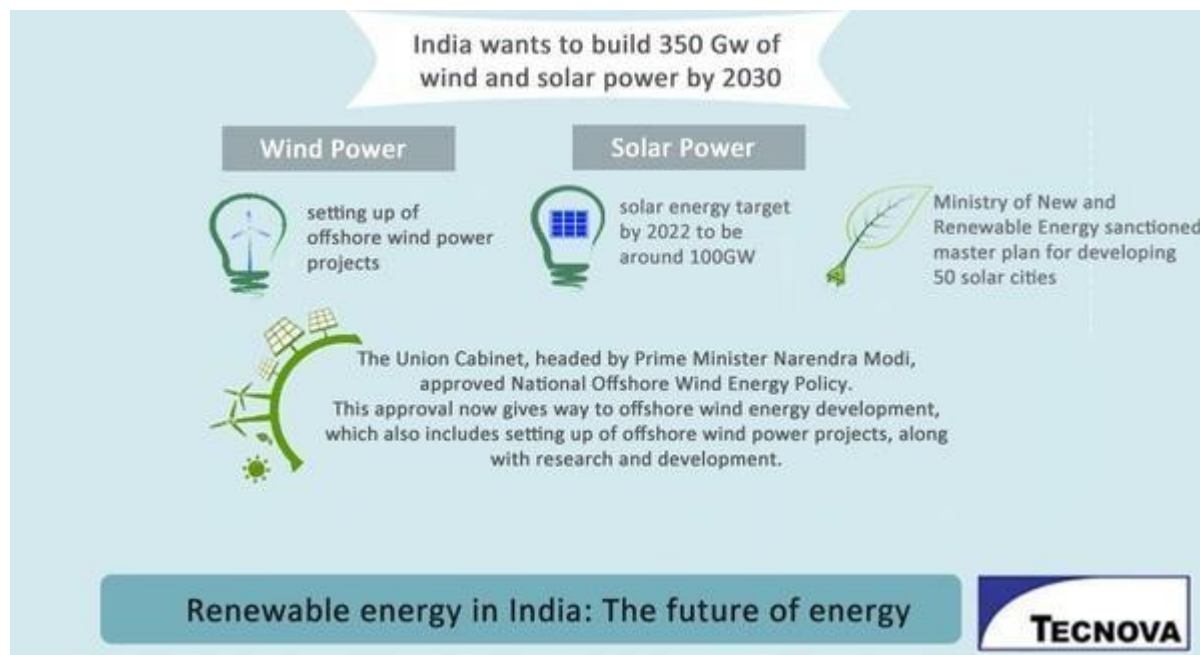 India wants to build 350 Gw of
wind and solar power by 2030
Wind Power
setting up of
offshore wind power
projects
Solar Power
solar energy target
by 2022 to be
around 100GW
Ministry of New and
Renewable Energy sanctioned
master plan for developing
50 solar cities
The Union Cabinet, headed by Prime Minister Narendra Modi,
approved National Offshore Wind Energy Policy.
This approval now gives way to offshore wind energy development,
which also includes setting up of offshore wind power projects, along
with research and development.
Renewable energy in India: The future of energy
TECNOVA